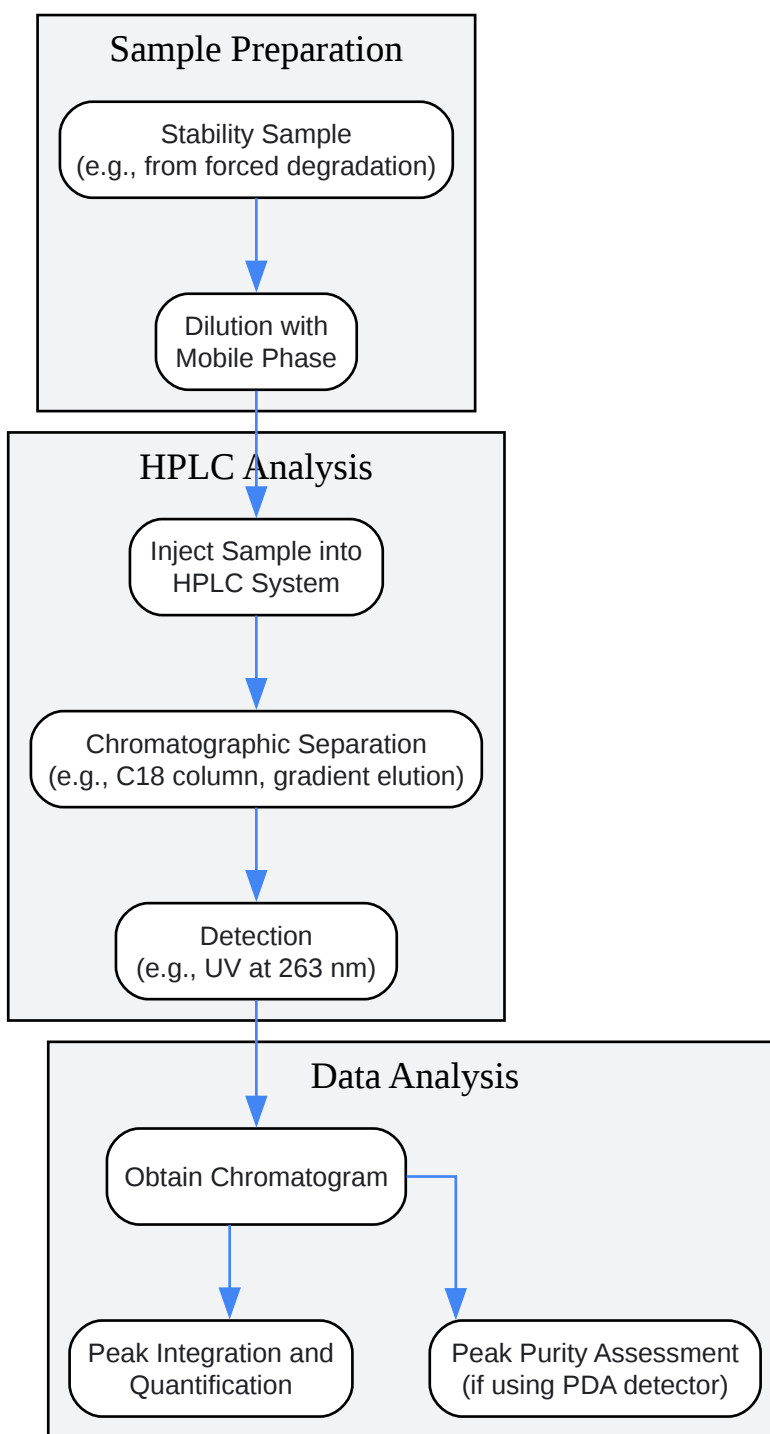 Sample Preparation
Stability Sample
(e.g., from forced degradation)
Dilution with
Mobile Phase
HPLC Analysis
Inject Sample into
HPLC System
Chromatographic Separation
(e.g., C18 column, gradient elution)
Detection
(e.g., UV at 263 nm)
Data Analysis
Obtain Chromatogram
Peak Integration and
Quantification
Peak Purity Assessment
(if using PDA detector)